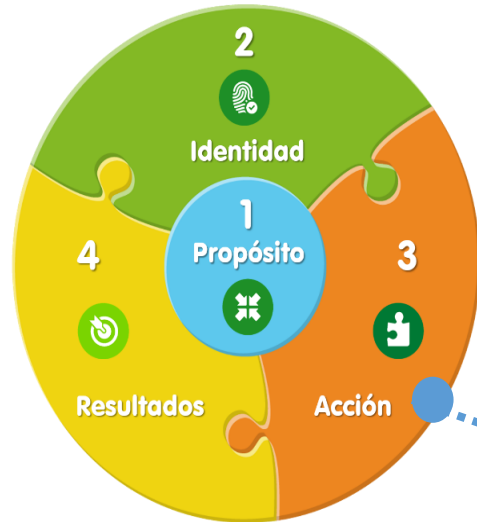 2
Identidad
1
Propósito
4
3
Resultados
Acción